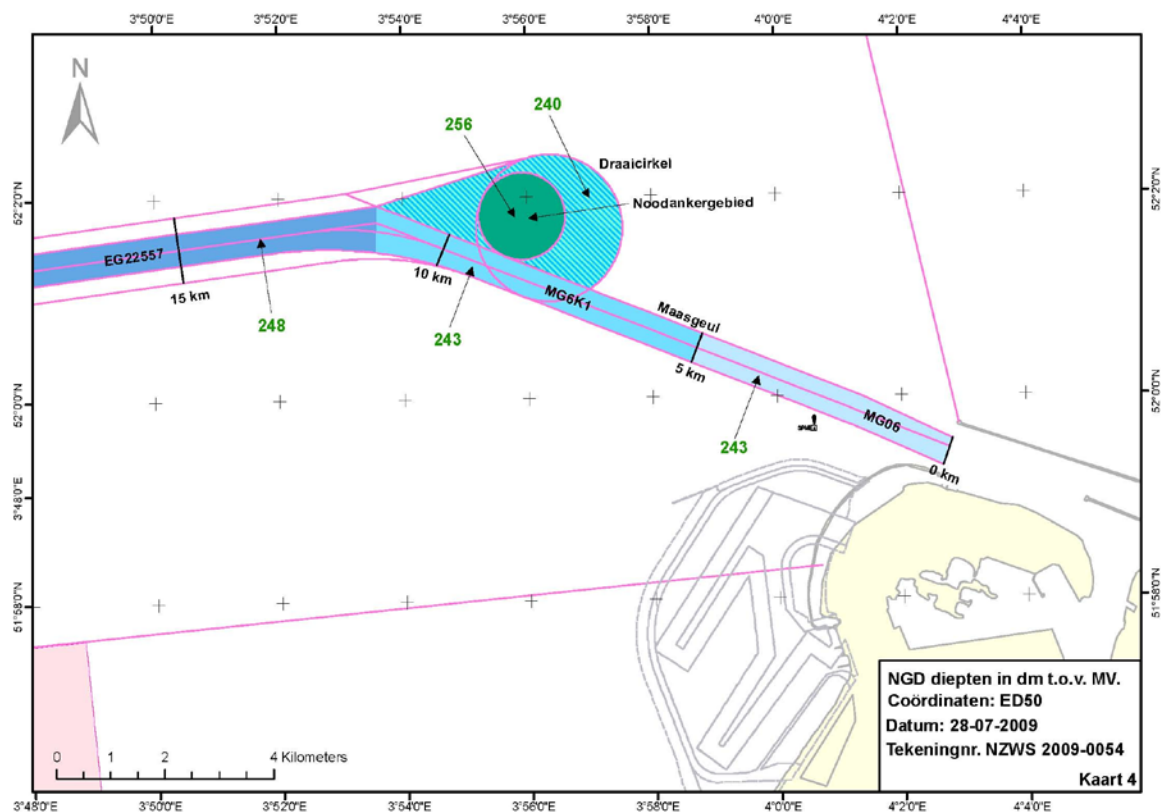 3°50'0"E 3°52'0"E 3°54'0"E 3°56'0"E 3°58'0"E 4°0'0"E 4°2'0"E 4°4'0"E
N
240
256
Draaicirkel
52°2'0"N
52°2'0"N
Noodankergebied
EG22557
15 km
10 km
248
243
MG6K1
Maasgeul
5 km
52°0'0"N
52°0'0"N
MG06
243
0 km
3°48'0"E
51°58'0"N
51°58'0"N
NGD diepten in dm t.o.v. MV.
Coördinaten: ED50
Datum: 28-07-2009
Tekeningnr. NZWS 2009-0054
Kaart 4
0 1 2 4 Kilometers
3°48'0"E 3°50'0"E 3°52'0"E 3°54'0"E 3°56'0"E 3°58'0"E 4°0'0"E 4°2'0"E 4°4'0"E